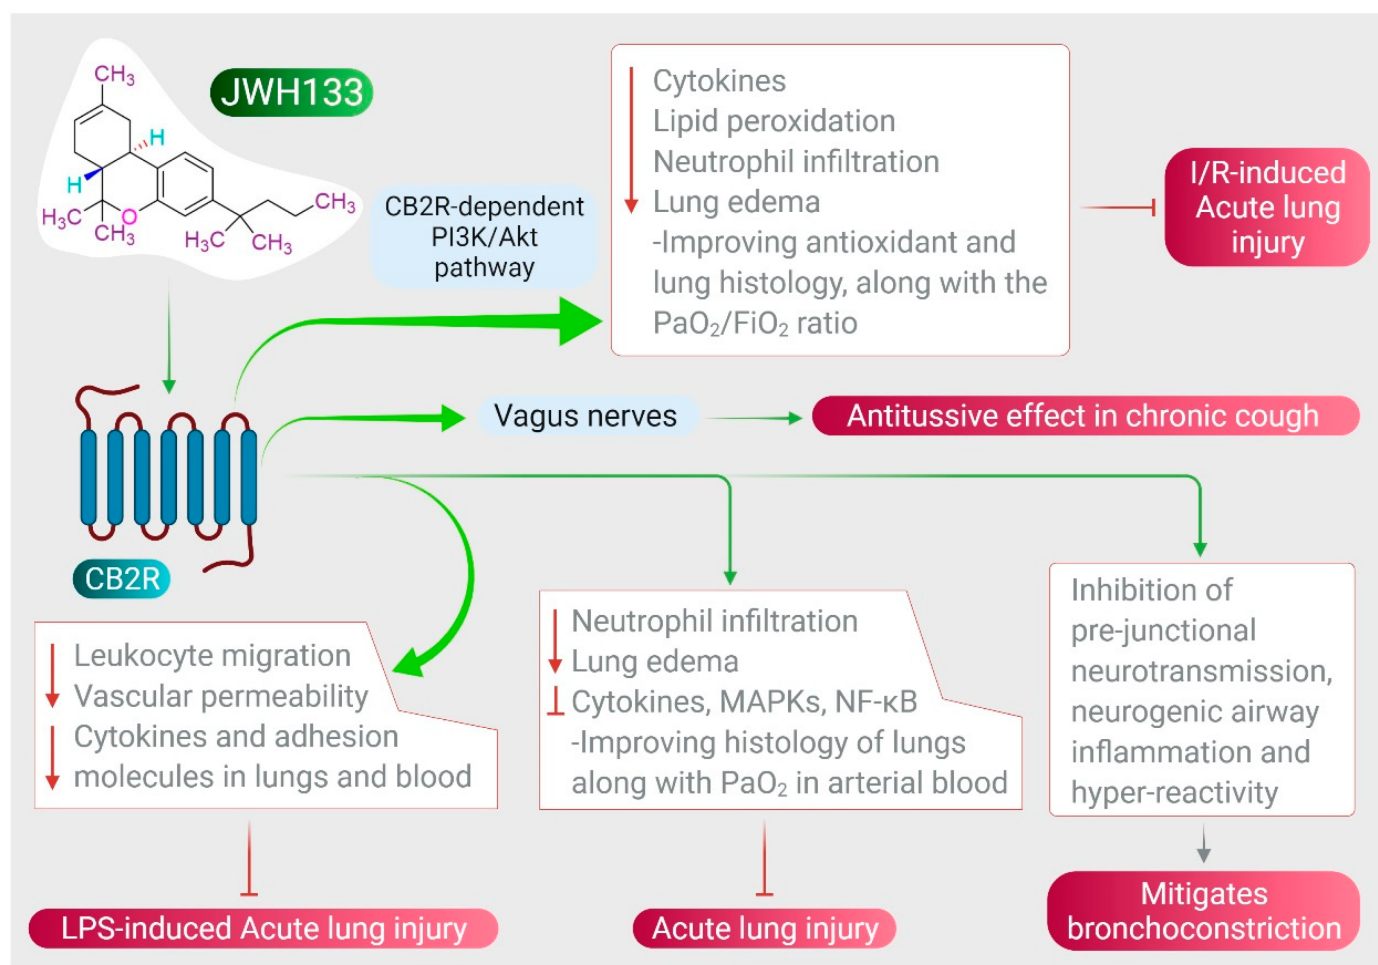 CH₃
JWH133
H
H
H₃C
CH₃
O
H₃C
CH₃
CH₃
CB2R-dependent
PI3K/Akt
pathway
Cytokines
Lipid peroxidation
Neutrophil infiltration
Lung edema
-Improving antioxidant and
lung histology, along with the
PaO₂/FiO₂ ratio
I/R-induced
Acute lung
injury
Vagus nerves
Antitussive effect in chronic cough
CB2R
Leukocyte migration
Vascular permeability
Cytokines and adhesion
molecules in lungs and blood
Neutrophil infiltration
Lung edema
Cytokines, MAPKs, NF-κB
-Improving histology of lungs
along with PaO₂ in arterial blood
Inhibition of
pre-junctional
neurotransmission,
neurogenic airway
inflammation and
hyper-reactivity
LPS-induced Acute lung injury
Acute lung injury
Mitigates
bronchoconstriction